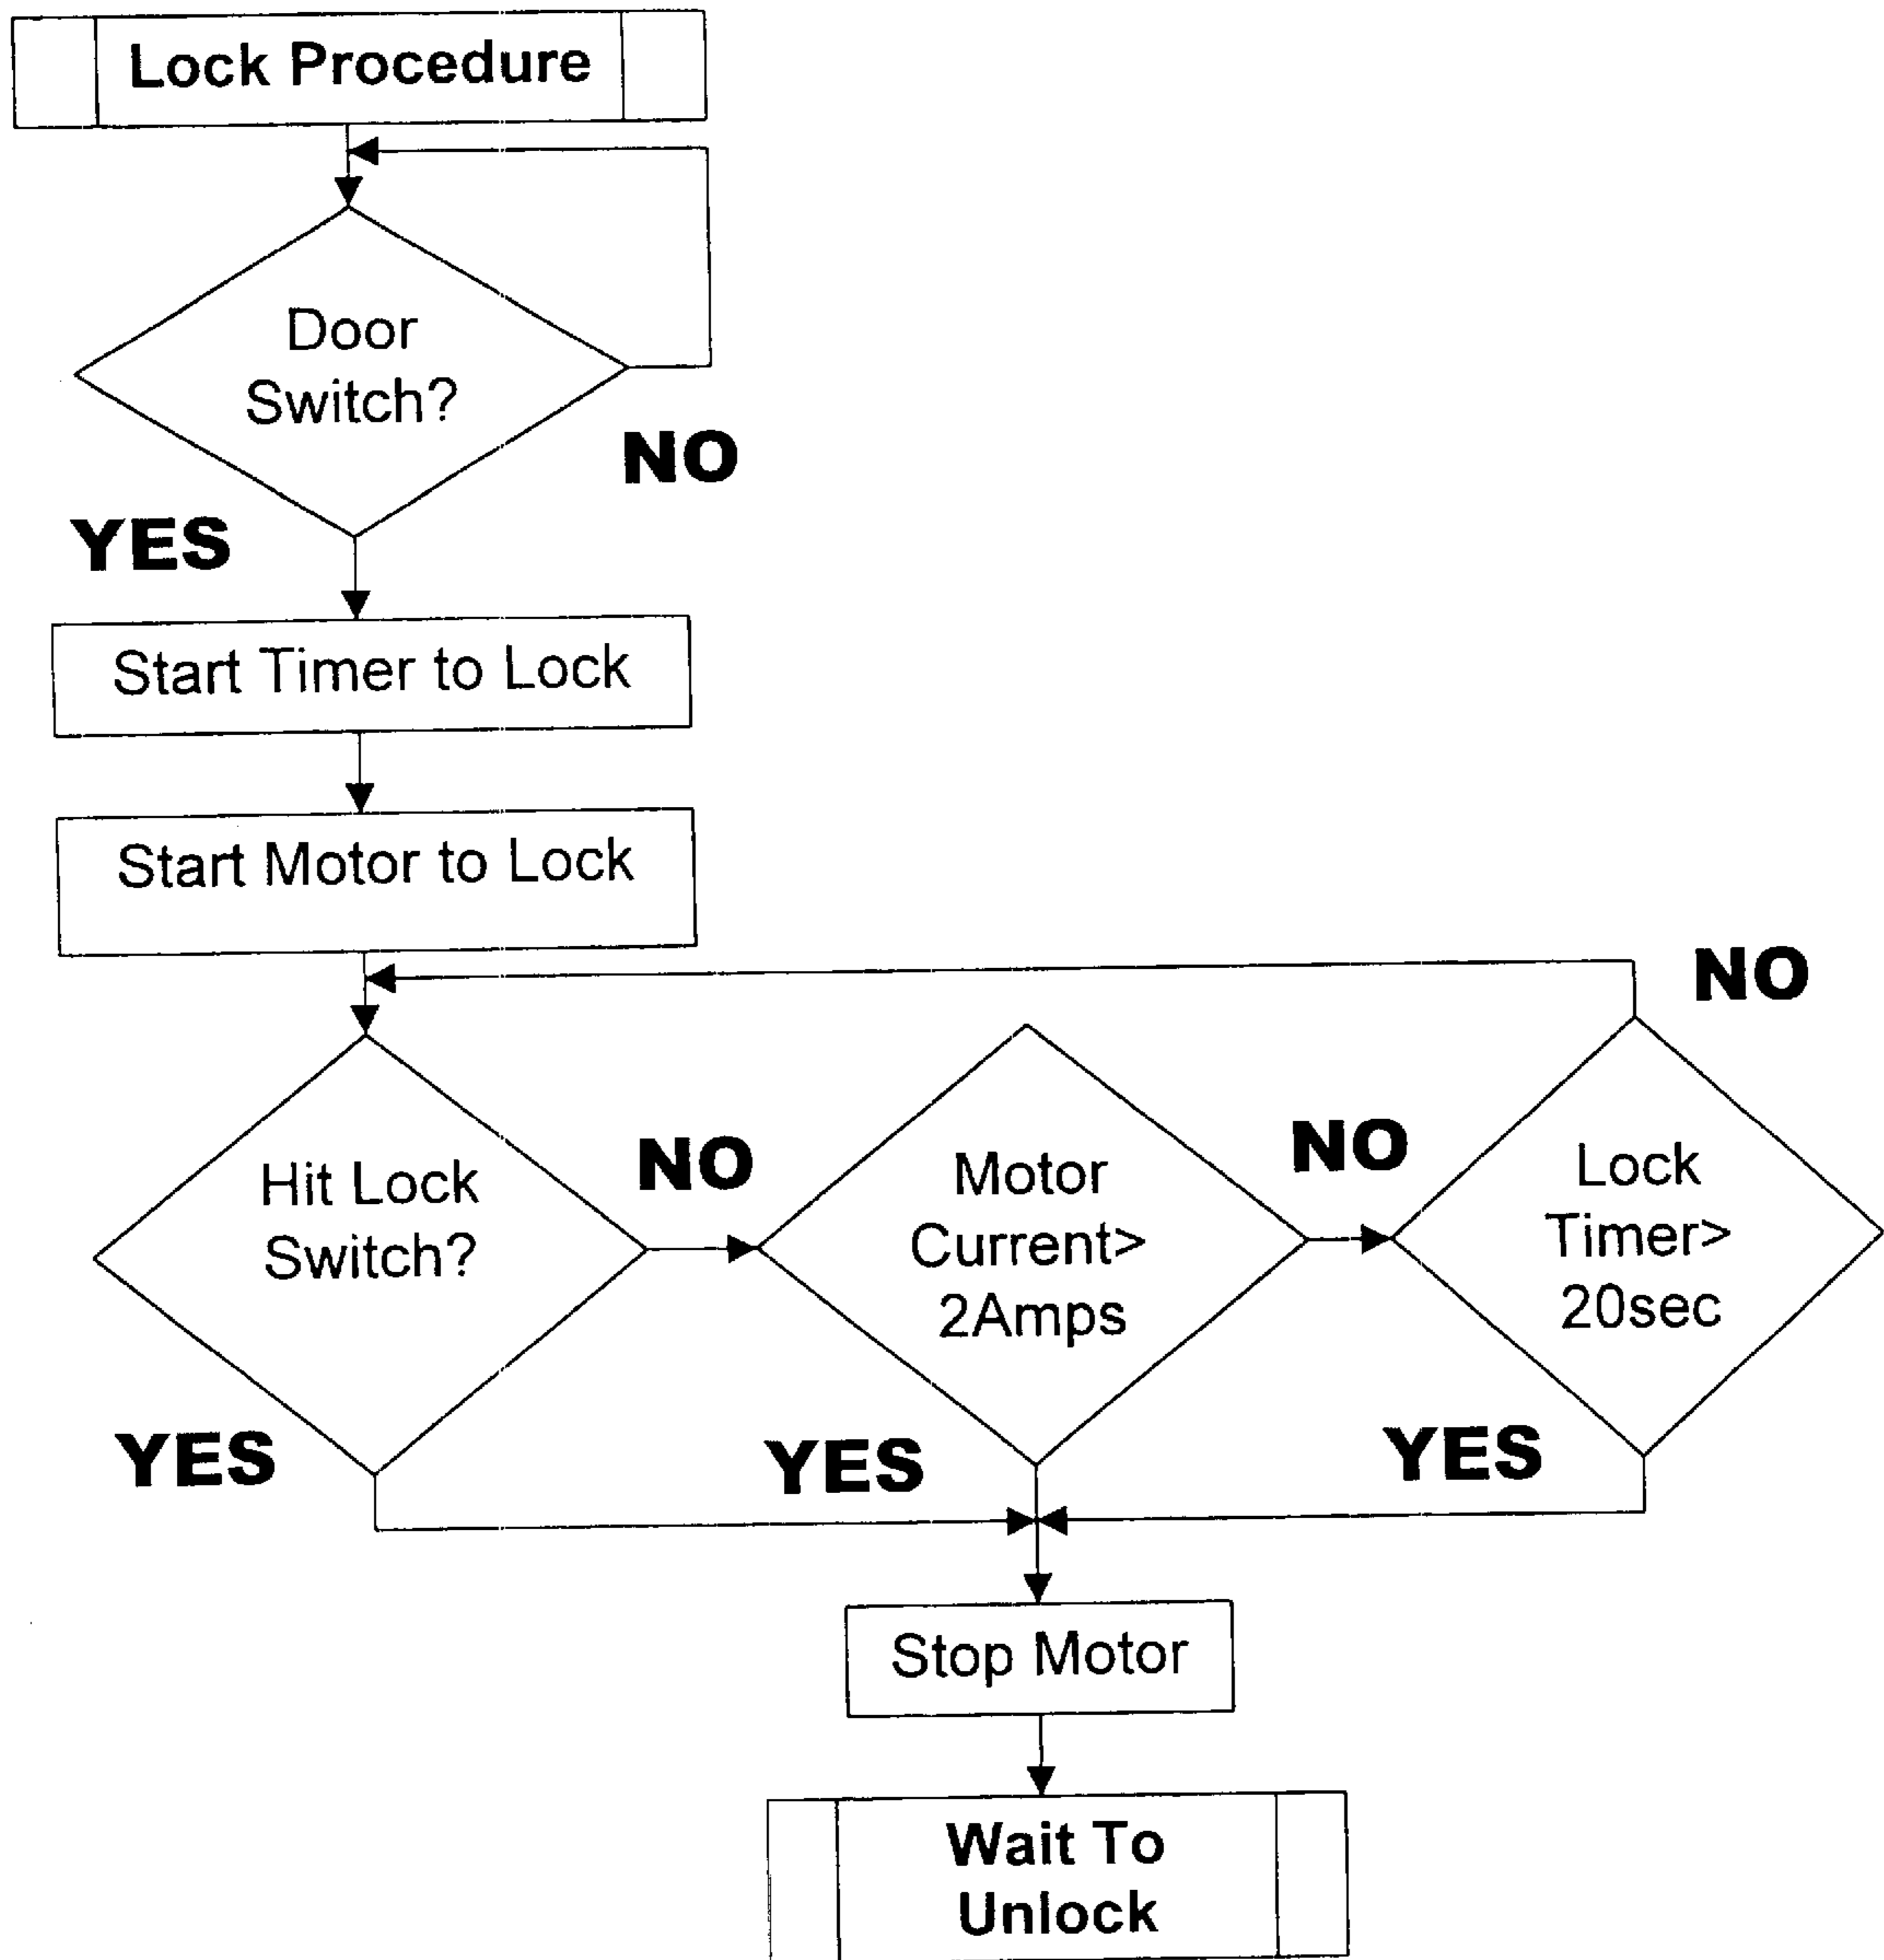 Lock Procedure
Door
Switch?
NO
YES
Start Timer to Lock
Start Motor to Lock
NO
Hit Lock
Switch?
NO
Motor
Current>
2Amps
NO
Lock
Timer>
20sec
YES
YES
YES
Stop Motor
Wait To
Unlock